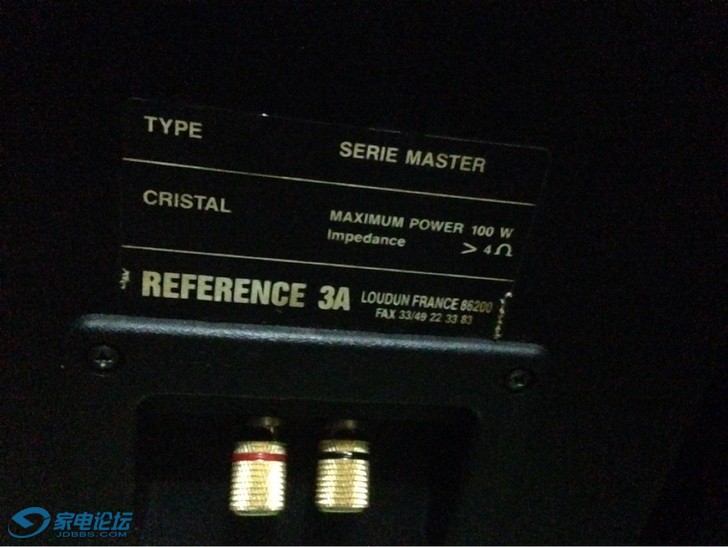 TYPE
SERIE MASTER
CRISTAL
MAXIMUM POWER 100 W
Impedance > 4 Ω
REFERENCE 3A
LOUDUN FRANCE 86200
FAX 33/49 22 33 83
家电论坛
JDBBS.COM